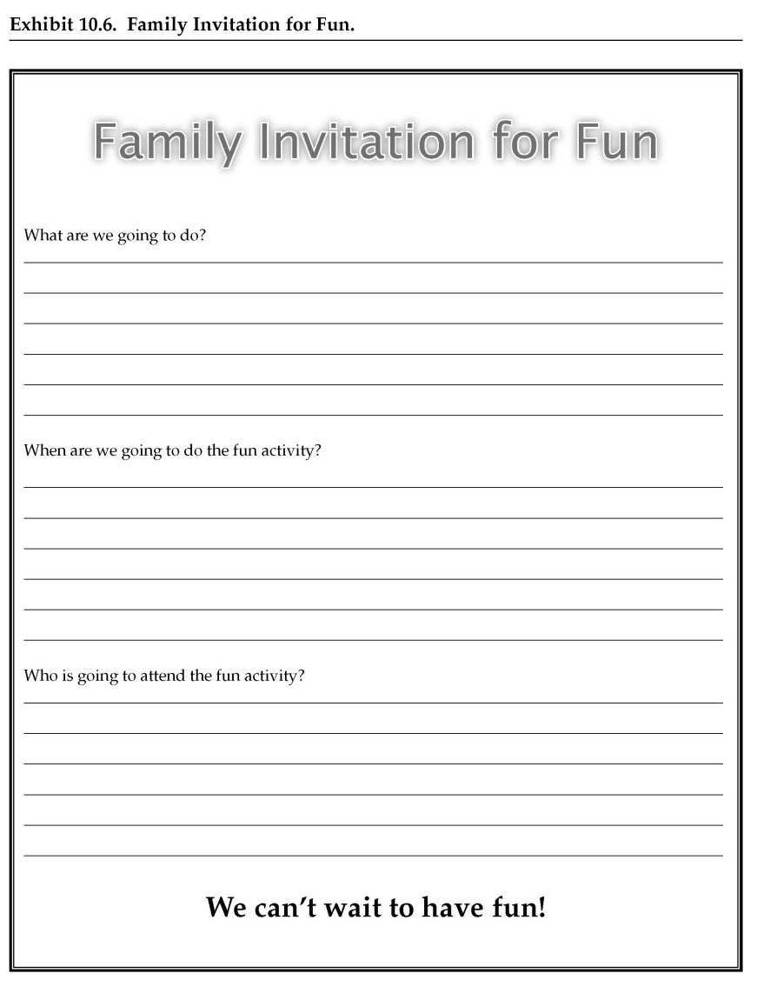 Exhibit 10.6. Family Invitation for Fun.
Family Invitation for Fun
What are we going to do?
When are we going to do the fun activity?
Who is going to attend the fun activity?
We can't wait to have fun!